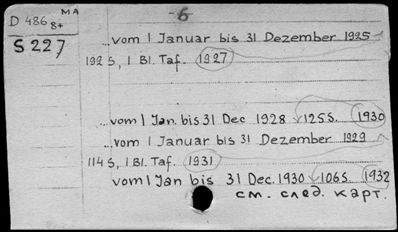 MA
-6
D 486 8+
S 227
...vom 1 Januar bis 31 Dezember 1925
192 S, 1 Bl. Taf. 1927
...vom 1 Jan. bis 31 Dec 1928 125 S. 1930
...vom 1 Januar bis 31 Dezember 1929
114 S, 1 Bl. Taf. 1931
vom 1 Jan bis 31 Dec. 1930 106 S. 1932
см. след. карт.